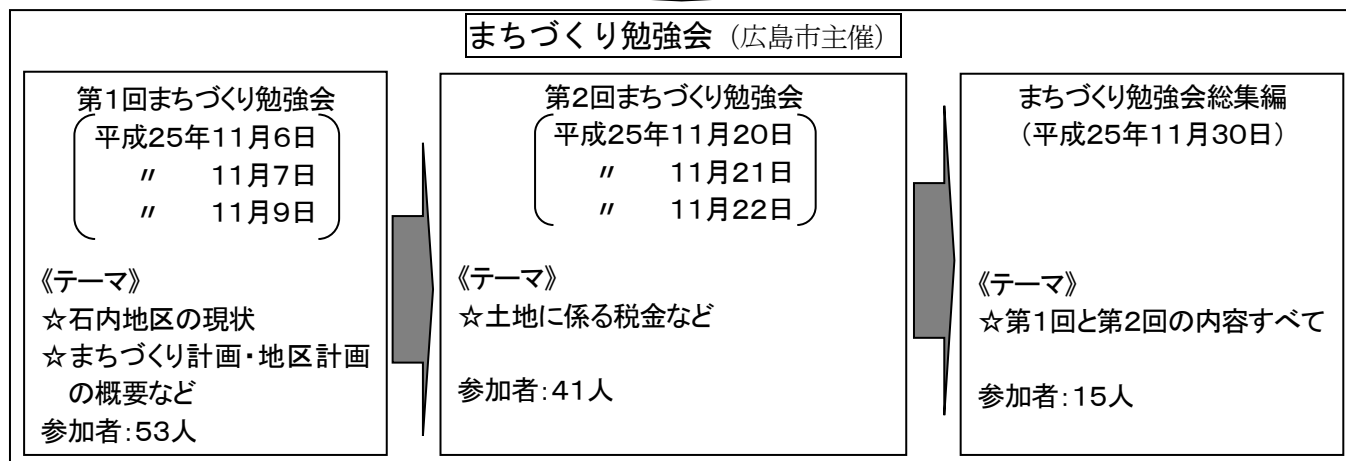 まちづくり勉強会（広島市主催）
第１回まちづくり勉強会
平成２５年１１月６日
〃　１１月７日
〃　１１月９日
《テーマ》
☆石内地区の現状
☆まちづくり計画・地区計画
の概要など
参加者：５３人
第２回まちづくり勉強会
平成２５年１１月２０日
〃　１１月２１日
〃　１１月２２日
《テーマ》
☆土地に係る税金など
参加者：４１人
まちづくり勉強会総集編
（平成２５年１１月３０日）
《テーマ》
☆第１回と第２回の内容すべて
参加者：１５人